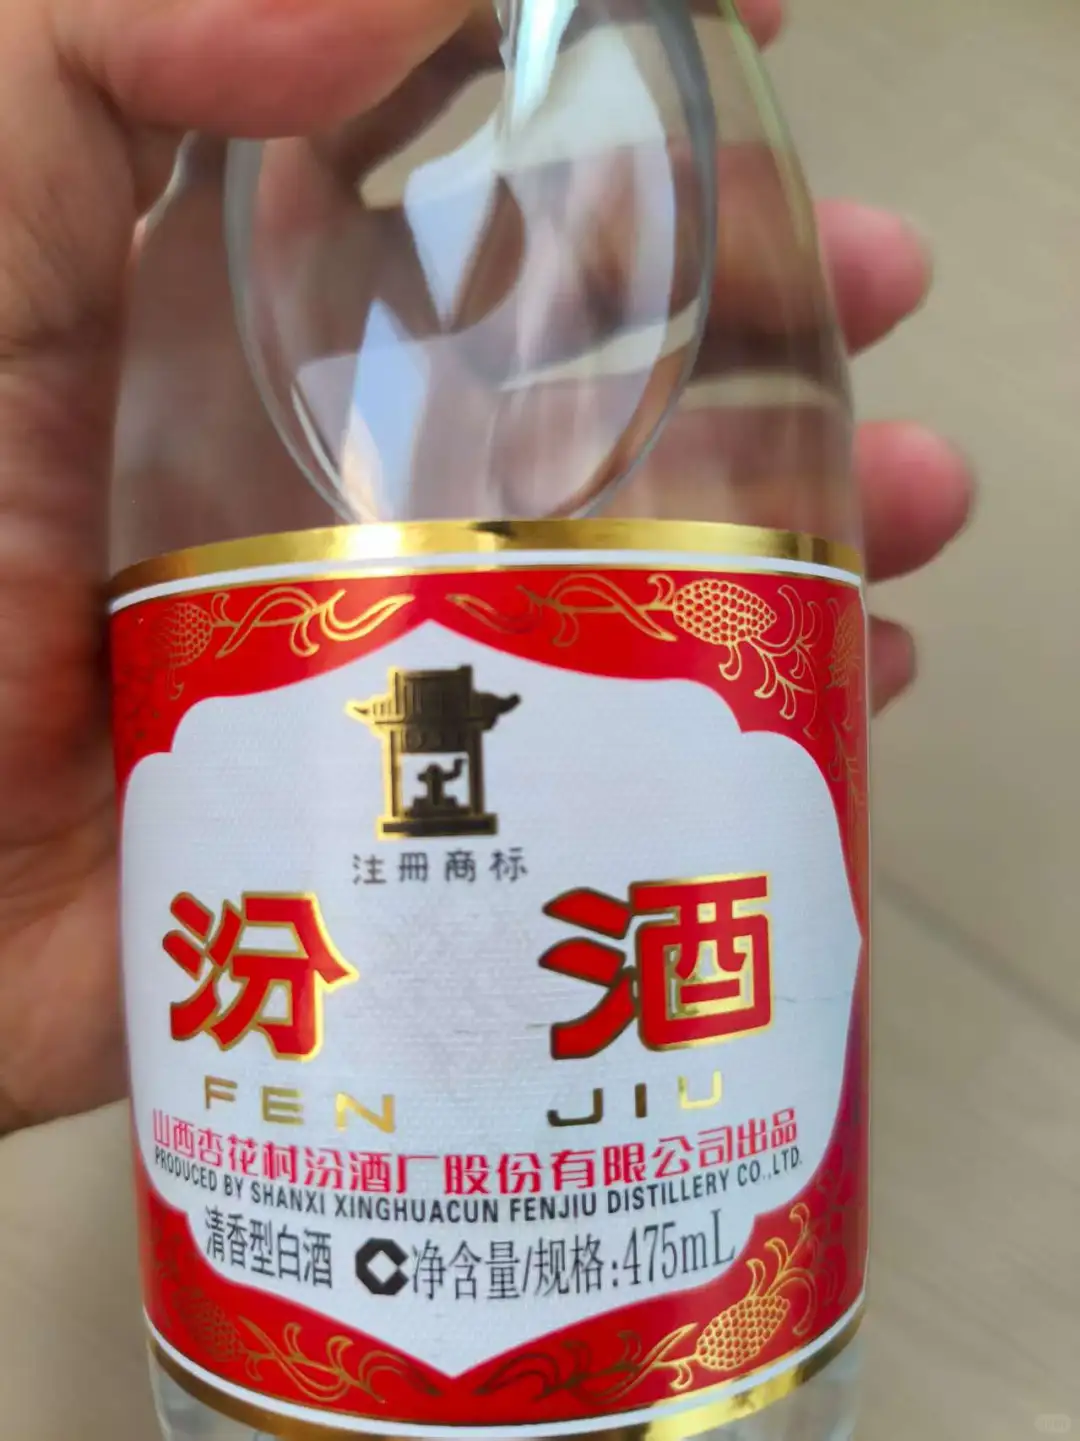 注册商标
汾酒
FEN JIU
山西杏花村汾酒厂股份有限公司出品
PRODUCED BY SHANXI XINGHUACUN FENJIU DISTILLERY CO.,LTD.
清香型白酒 净含量/规格:475mL